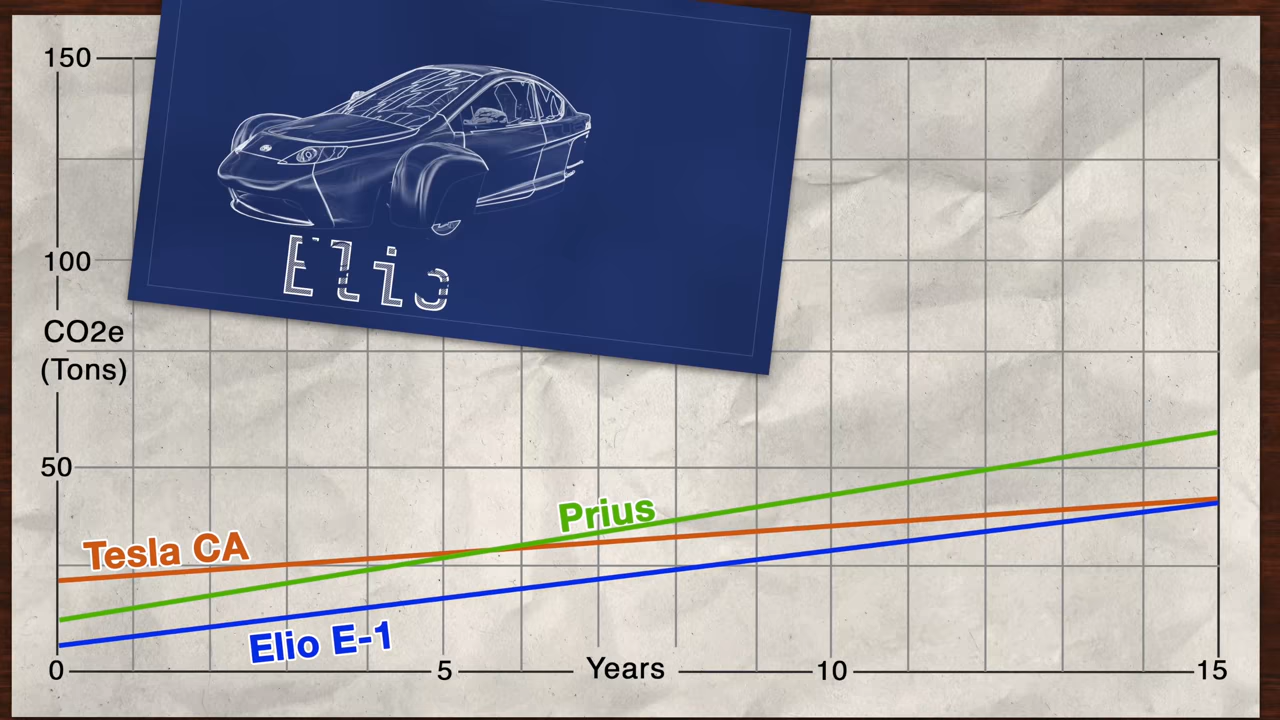 150
Elio
100
CO2e
(Tons)
50
Prius
Tesla CA
Elio E-1
0
5
Years
10
15